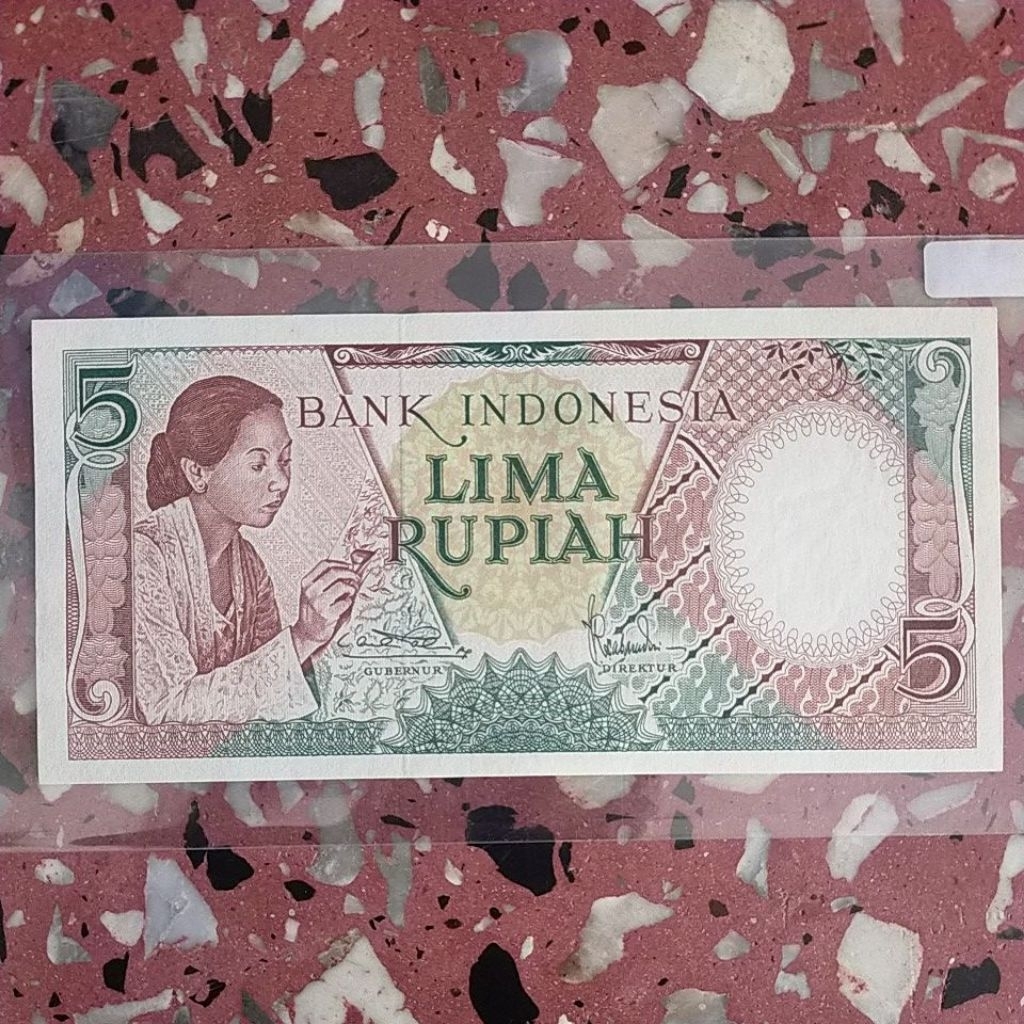 5
BANK INDONESIA
LIMA
RUPIAH
GUBERNUR
DIREKTUR
5